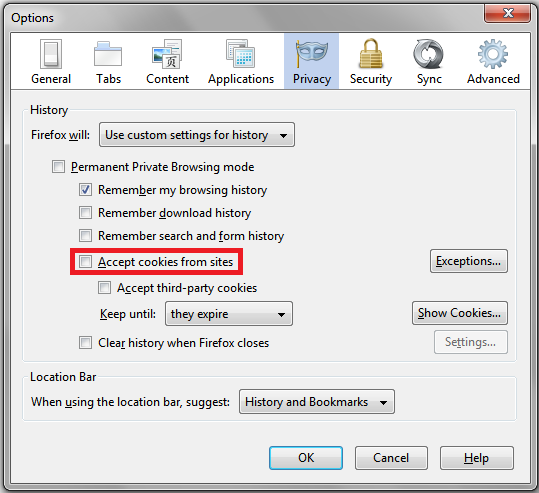 Options
General Tabs Content Applications Privacy Security Sync Advanced
History
Firefox will: Use custom settings for history
Permanent Private Browsing mode
Remember my browsing history
Remember download history
Remember search and form history
Accept cookies from sites Exceptions...
Accept third-party cookies
Keep until: they expire Show Cookies...
Clear history when Firefox closes Settings...
Location Bar
When using the location bar, suggest: History and Bookmarks
OK Cancel Help